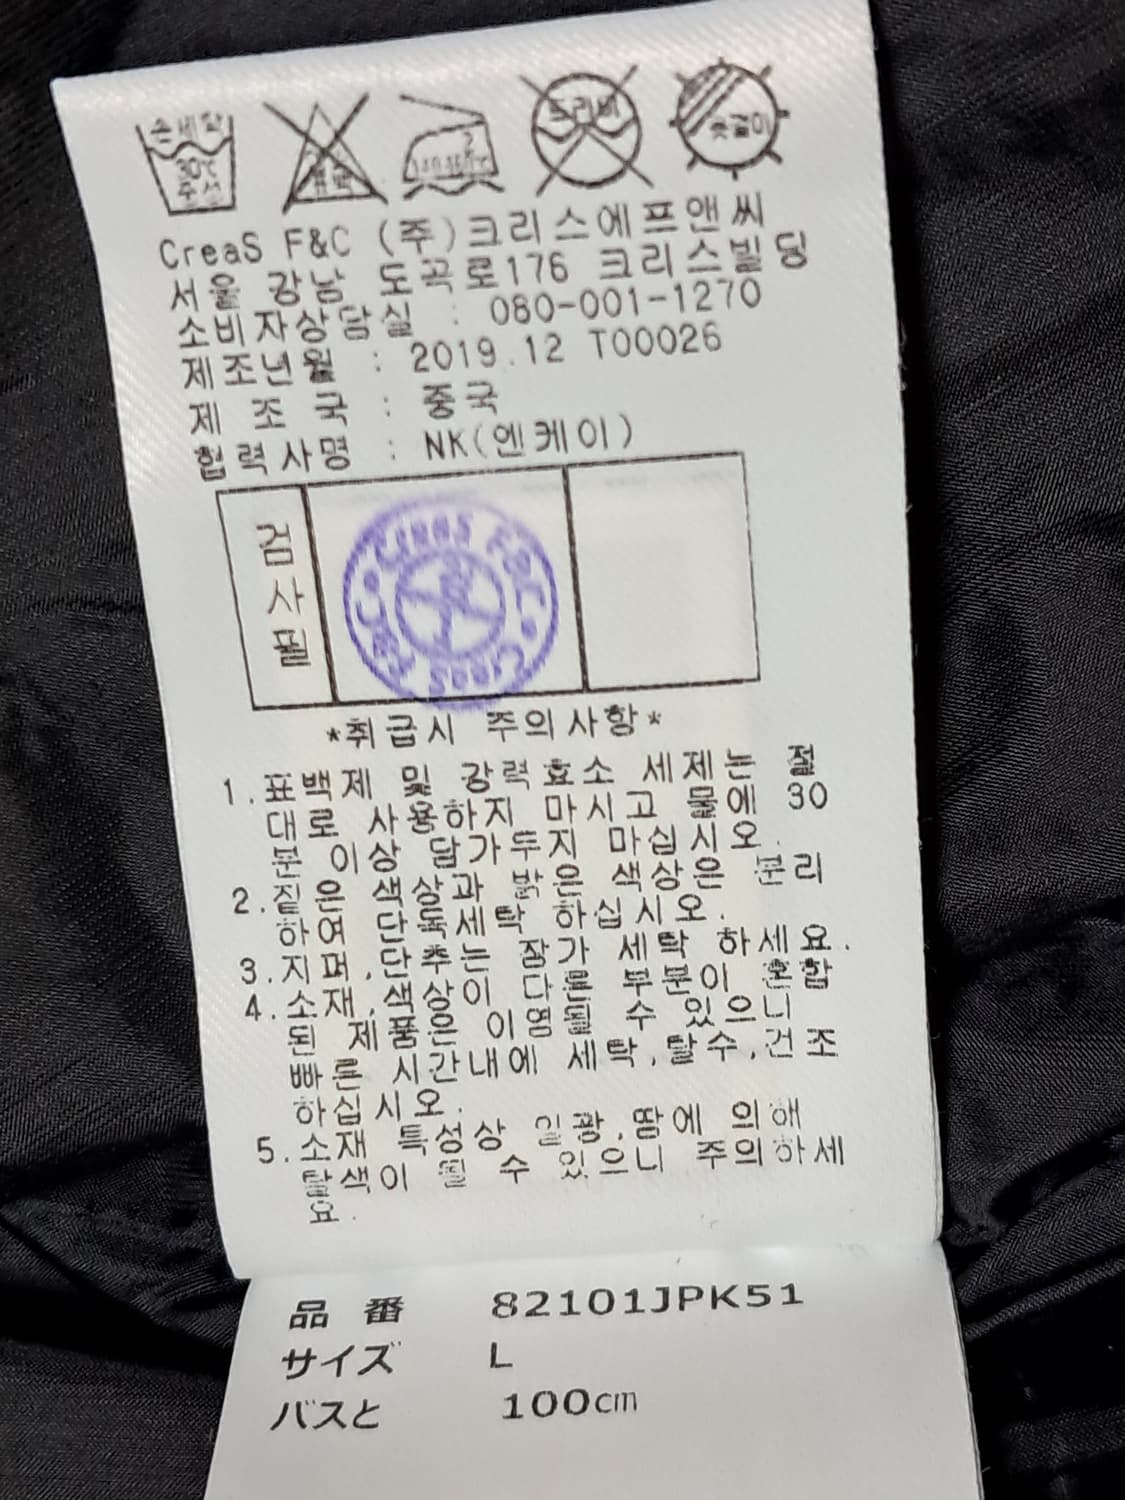 손세탁
30℃
중성
드라이
옷걸이
CreaS F&C (주)크리스에프앤씨
서울 강남 도곡로176 크리스빌딩
소비자상담실 : 080-001-1270
제조년월 : 2019.12 T00026
제 조 국 : 중국
협력사명 : NK(엔케이)
검사필
CreaS F&C
CreaS F&C
*취급시 주의사항*
1.표백제 및 강력효소 세제는 절
대로 사용하지 마시고 물에 30
분 이상 담가두지 마십시오.
2.짙은 색상과 밝은 색상은 분리
하여 단독세탁 하십시오.
3.지퍼,단추는 잠가 세탁 하세요.
4.소재,색상이 다른 부분이 혼합
된 제품은 이염될 수 있으니
빠른 시간내에 세탁,탈수,건조
하십시오.
5.소재 특성상 일광,땀에 의해
탈색이 될 수 있으니 주의하세
요.
品 番 82101JPK51
サイズ L
バスと 100cm